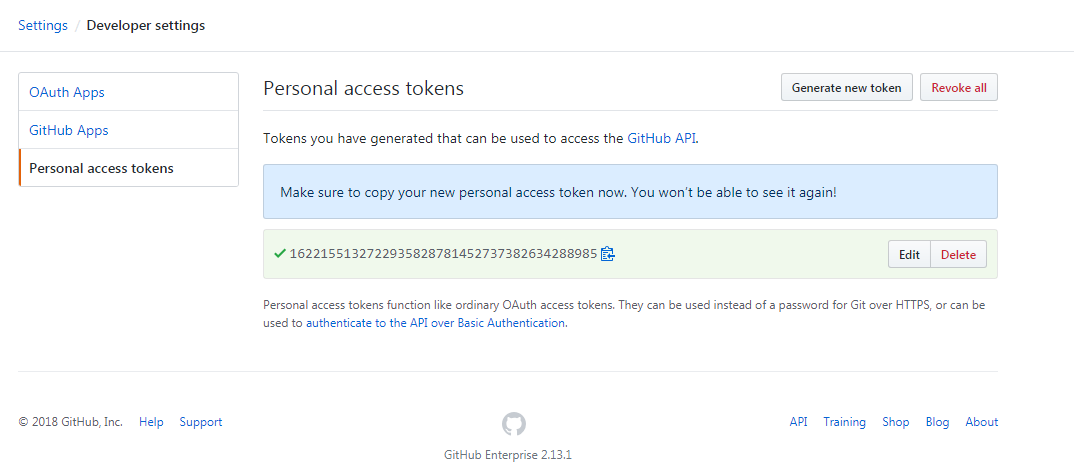 Settings / Developer settings
OAuth Apps
GitHub Apps
Personal access tokens
Personal access tokens
Generate new token
Revoke all
Tokens you have generated that can be used to access the GitHub API.
Make sure to copy your new personal access token now. You won't be able to see it again!
1622155132722935828781452737382634288985
Edit
Delete
Personal access tokens function like ordinary OAuth access tokens. They can be used instead of a password for Git over HTTPS, or can be
used to authenticate to the API over Basic Authentication.
© 2018 GitHub, Inc. Help Support
API Training Shop Blog About
GitHub Enterprise 2.13.1